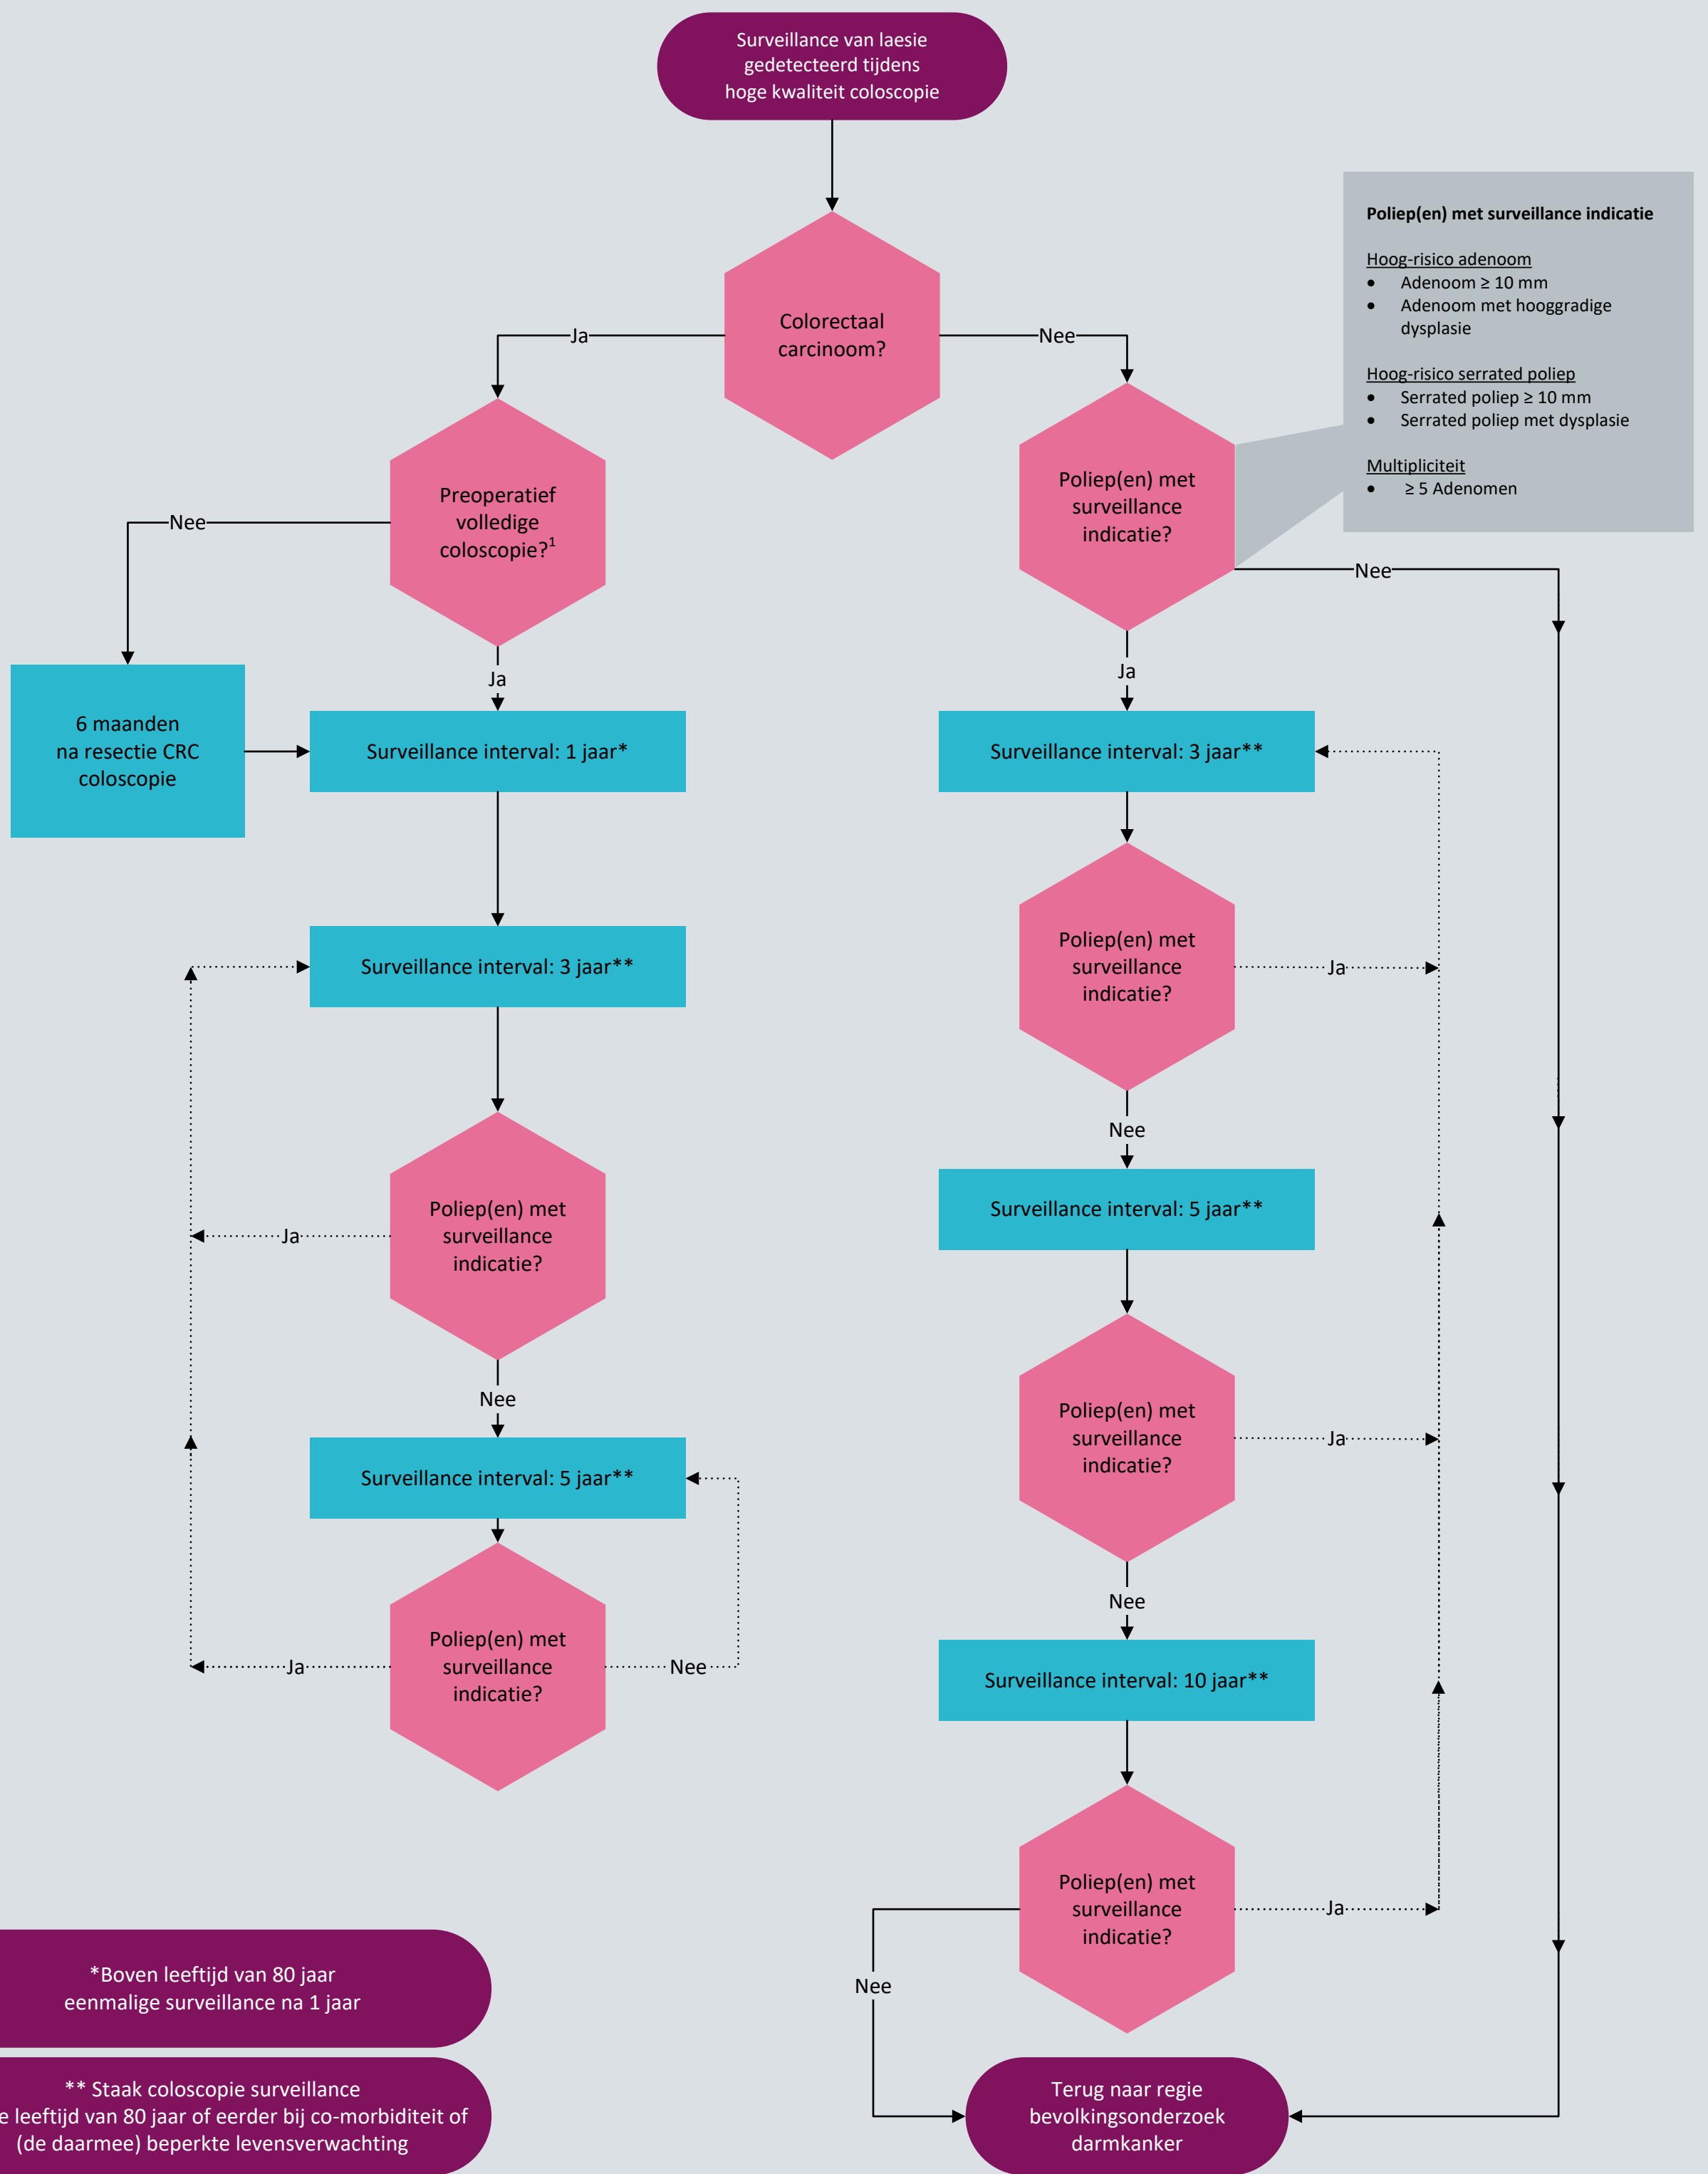 Surveillance van laesie
gedetecteerd tijdens
hoge kwaliteit coloscopie
Poliep(en) met surveillance indicatie
Hoog-risico adenoom
• Adenoom ≥ 10 mm
• Adenoom met hooggradige
dysplasie
Hoog-risico serrated poliep
• Serrated poliep ≥ 10 mm
• Serrated poliep met dysplasie
Multipliciteit
• ≥ 5 Adenomen
Colorectaal
carcinoom?
Ja
Nee
Preoperatief
volledige
coloscopie?¹
Nee
Ja
6 maanden
na resectie CRC
coloscopie
Surveillance interval: 1 jaar*
Surveillance interval: 3 jaar**
Poliep(en) met
surveillance
indicatie?
Ja
Nee
Surveillance interval: 5 jaar**
Poliep(en) met
surveillance
indicatie?
Ja
Nee
Poliep(en) met
surveillance
indicatie?
Nee
Ja
Surveillance interval: 3 jaar**
Poliep(en) met
surveillance
indicatie?
Ja
Nee
Surveillance interval: 5 jaar**
Poliep(en) met
surveillance
indicatie?
Ja
Nee
Surveillance interval: 10 jaar**
Poliep(en) met
surveillance
indicatie?
Ja
Nee
Terug naar regie
bevolkingsonderzoek
darmkanker
*Boven leeftijd van 80 jaar
eenmalige surveillance na 1 jaar
** Staak coloscopie surveillance
e leeftijd van 80 jaar of eerder bij co-morbiditeit of
(de daarmee) beperkte levensverwachting